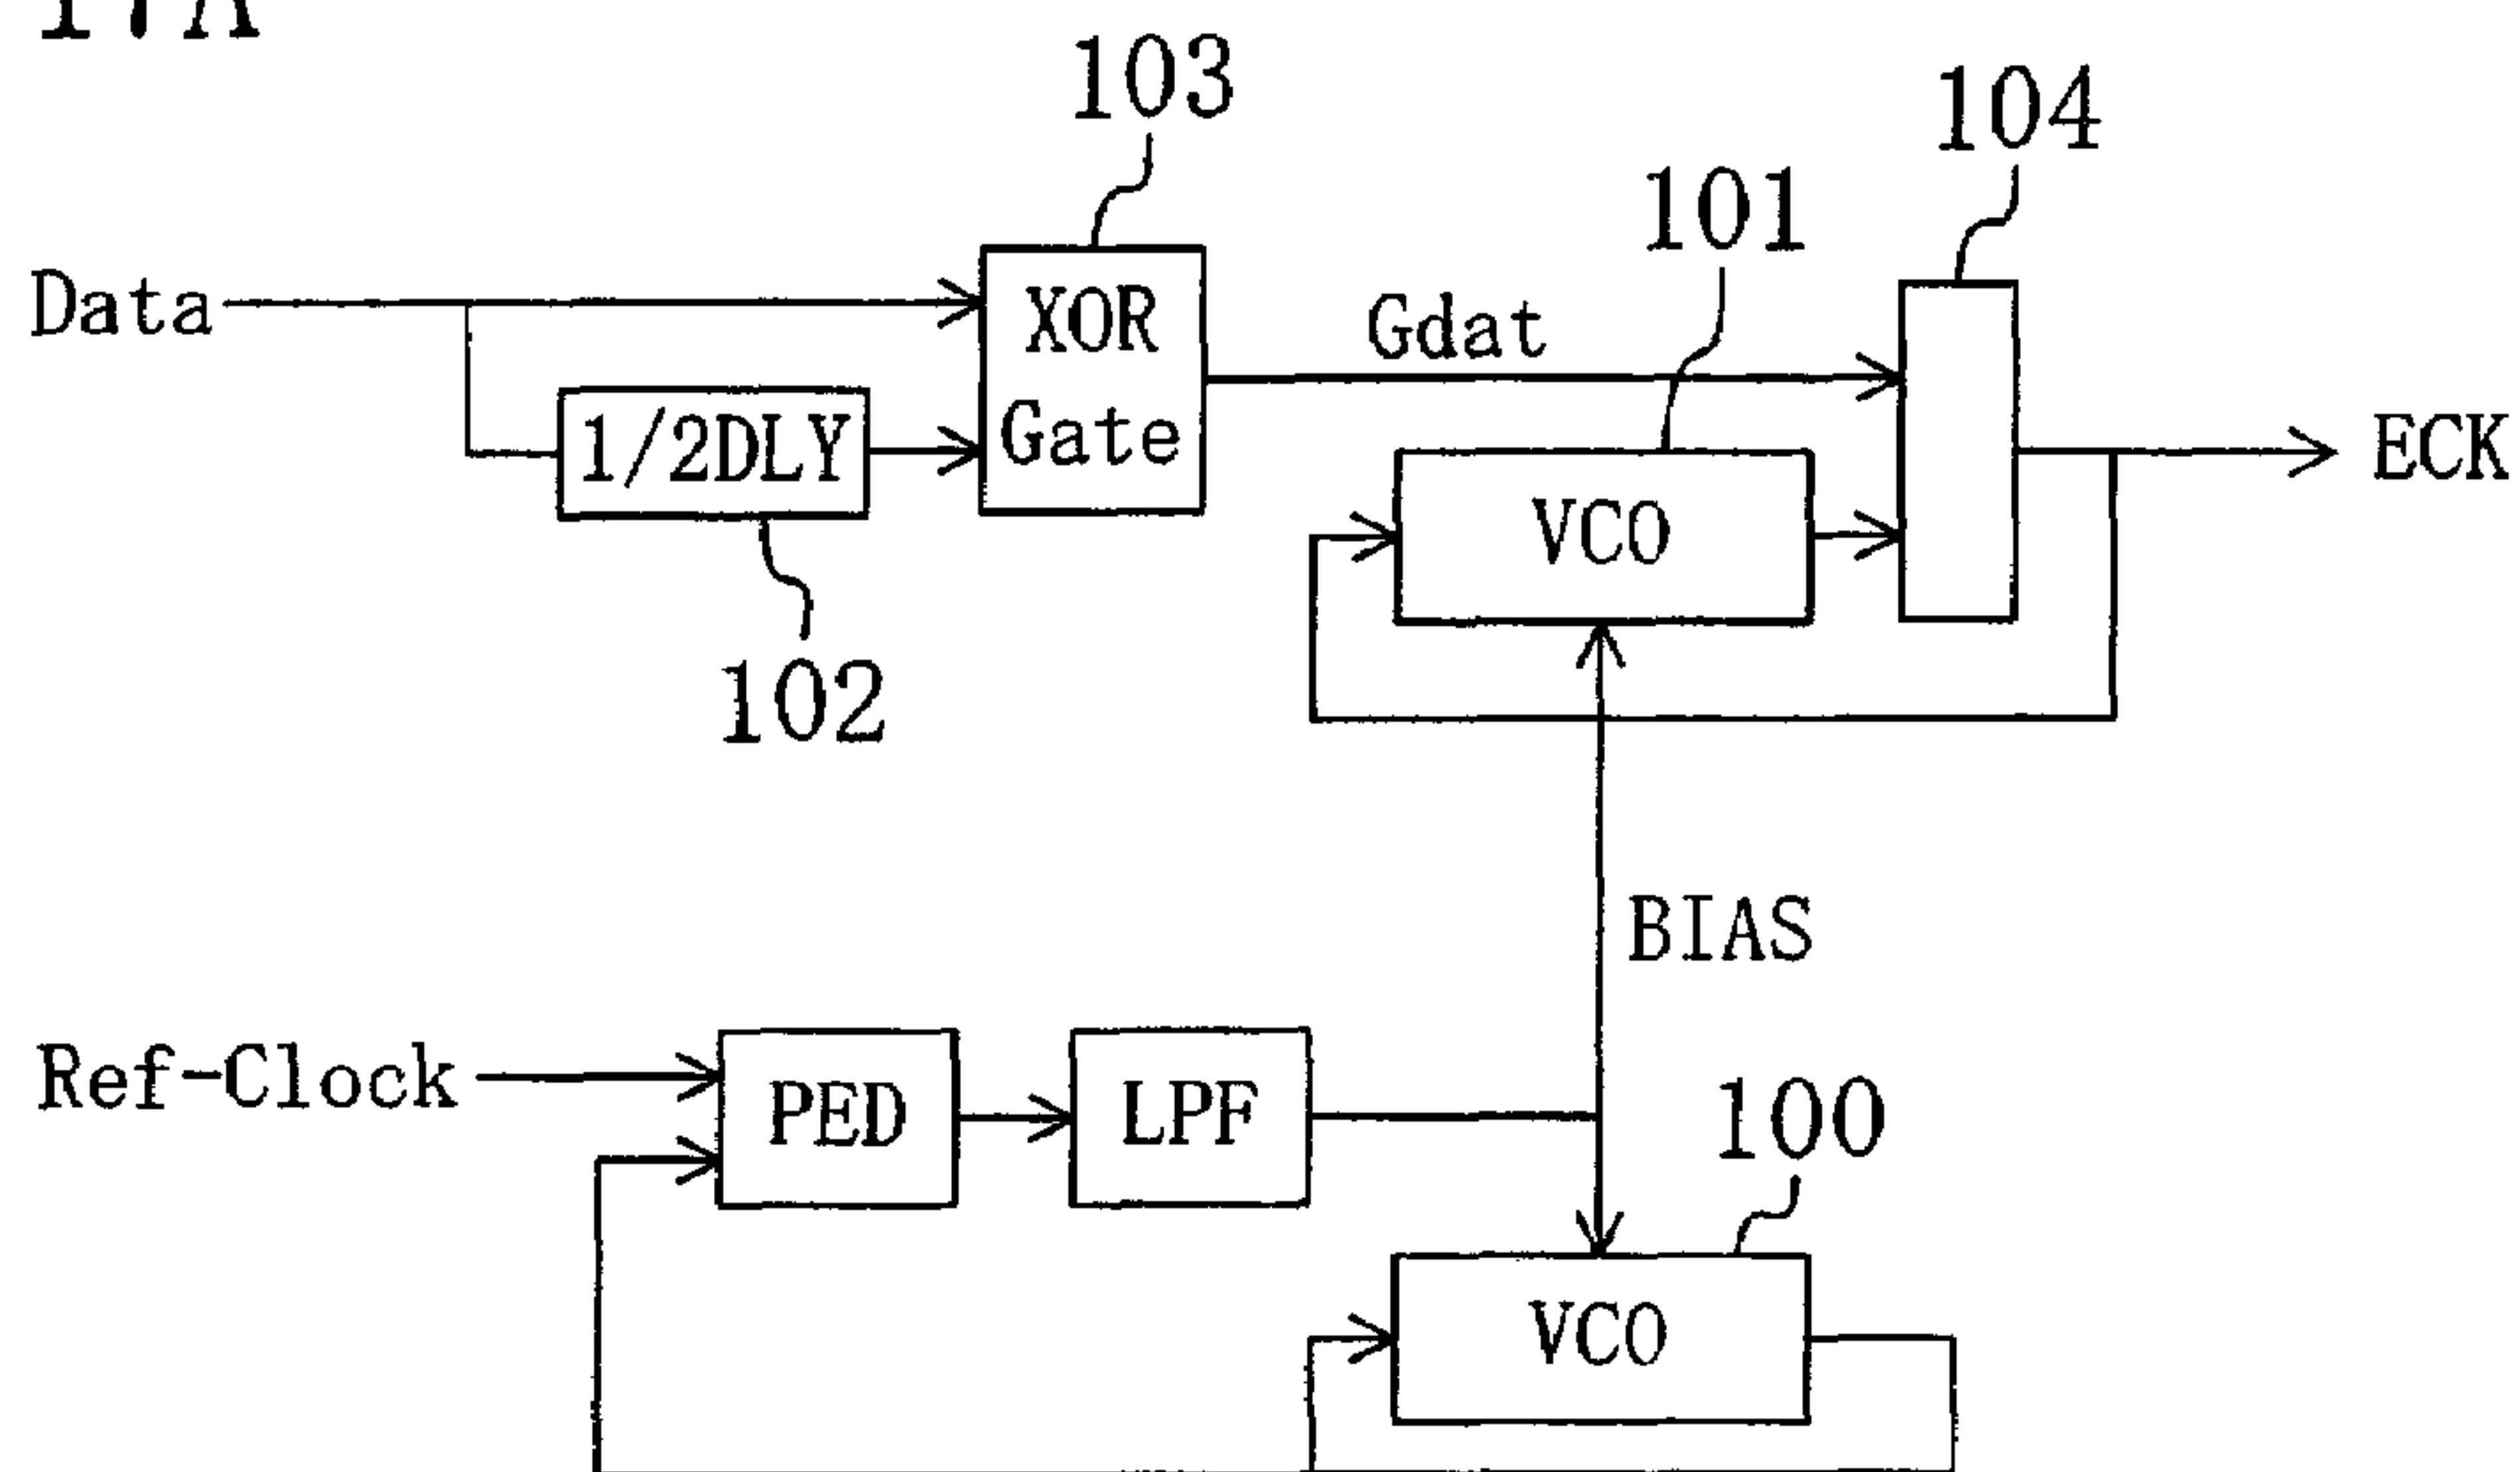 103
104
101
Data
XOR
Gate
Gdat
1/2DLY
ECK
VCO
102
BIAS
Ref-Clock
PED
LPF
100
VCO